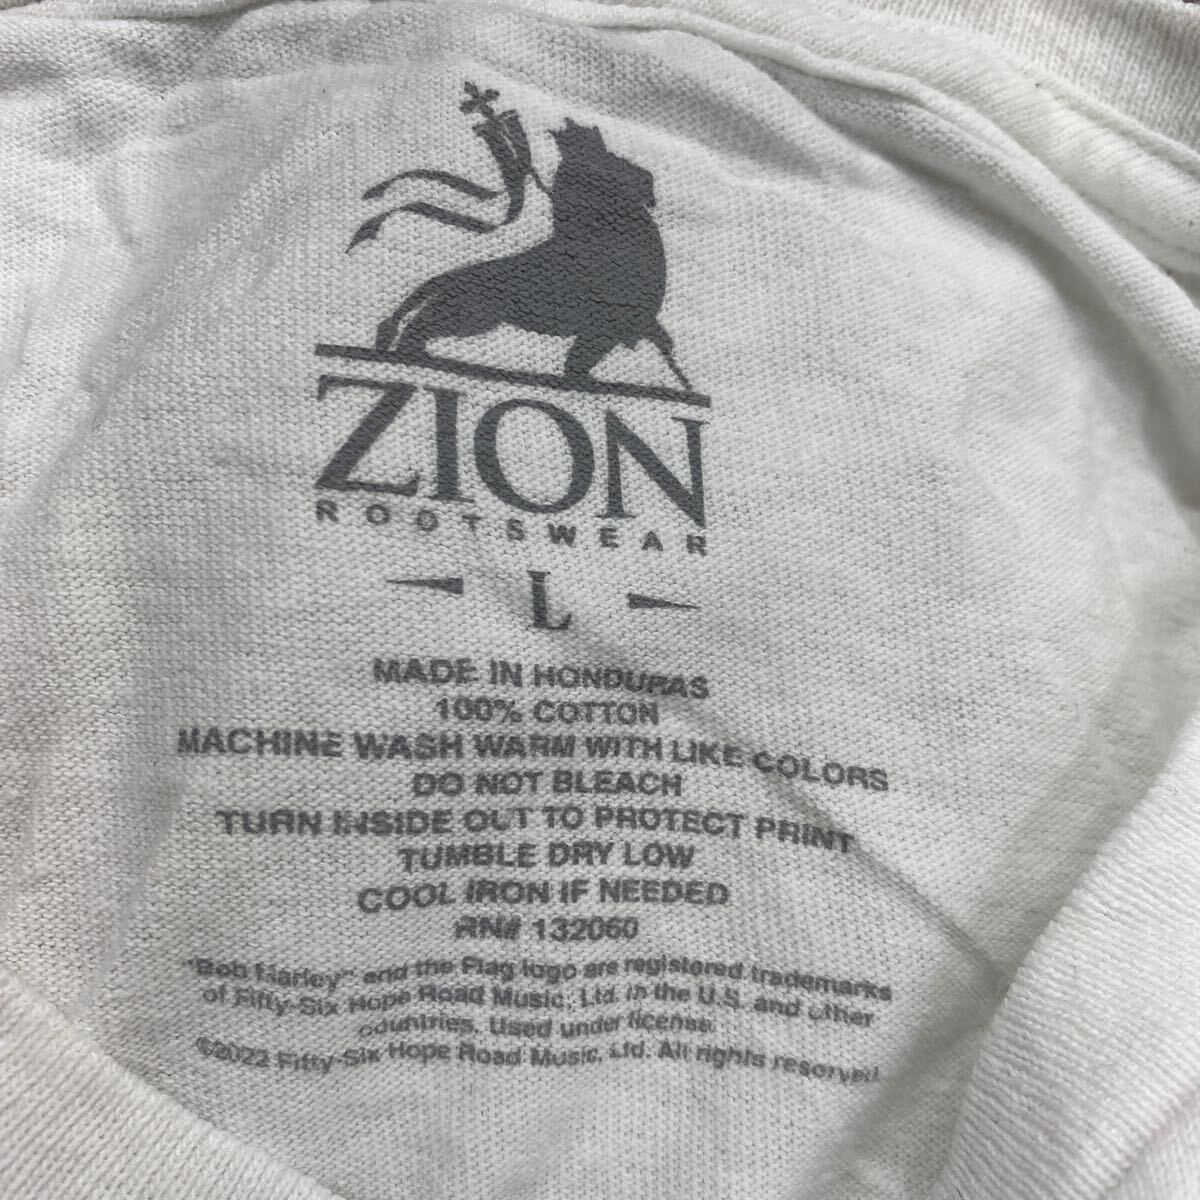 ZION
ROOTSWEAR
L
MADE IN HONDURAS
100% COTTON
MACHINE WASH WARM WITH LIKE COLORS
DO NOT BLEACH
TURN INSIDE OUT TO PROTECT PRINT
TUMBLE DRY LOW
COOL IRON IF NEEDED
RN# 132060
"Bob Marley" and the Flag logo are registered trademarks
of Fifty-Six Hope Road Music, Ltd. in the U.S. and other
countries. Used under license.
©2022 Fifty-Six Hope Road Music, Ltd. All rights reserved.